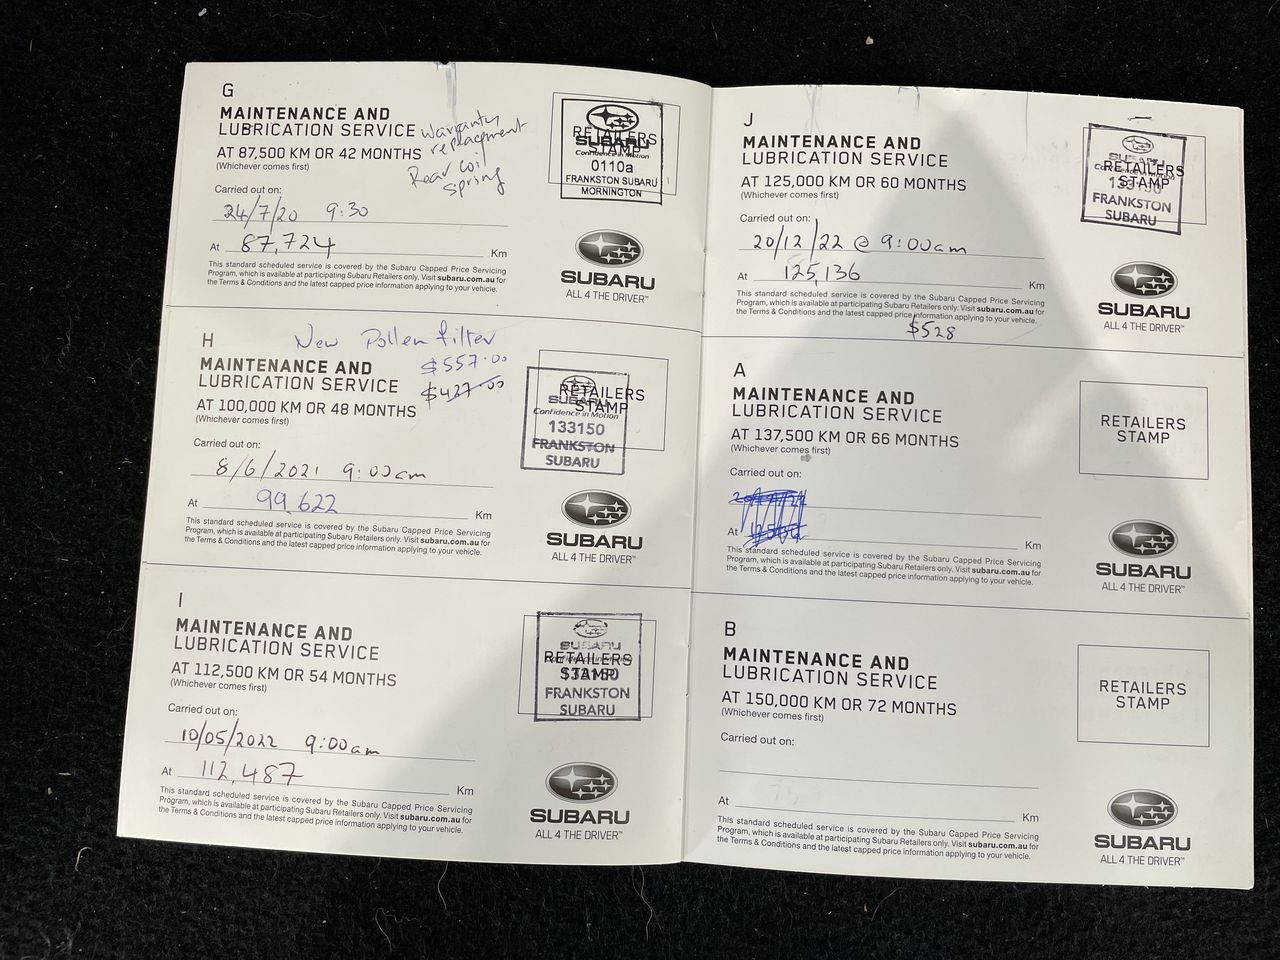 G
MAINTENANCE AND
LUBRICATION SERVICE
AT 87,500 KM OR 42 MONTHS
(Whichever comes first)
Warranty
replacment
Rear coil
spring
Carried out on:
24/7/20 9:30
At 87,724 Km
This standard scheduled service is covered by the Subaru Capped Price Servicing
Program, which is available at participating Subaru Retailers only. Visit subaru.com.au for
the Terms & Conditions and the latest capped price information applying to your vehicle.
RETAILERS
STAMP
SUBARU
Confidence in Motion
0110a
FRANKSTON SUBARU
MORNINGTON
SUBARU
ALL 4 THE DRIVER™
H
New Pollen filter
MAINTENANCE AND
LUBRICATION SERVICE
$557.00
$427.00
AT 100,000 KM OR 48 MONTHS
(Whichever comes first)
Carried out on:
8/6/2021 9:00am
At 99,622 Km
This standard scheduled service is covered by the Subaru Capped Price Servicing
Program, which is available at participating Subaru Retailers only. Visit subaru.com.au for
the Terms & Conditions and the latest capped price information applying to your vehicle.
RETAILERS
STAMP
SUBARU
Confidence in Motion
133150
FRANKSTON
SUBARU
SUBARU
ALL 4 THE DRIVER™
I
MAINTENANCE AND
LUBRICATION SERVICE
AT 112,500 KM OR 54 MONTHS
(Whichever comes first)
Carried out on:
10/05/2022 9:00am
At 112,487 Km
This standard scheduled service is covered by the Subaru Capped Price Servicing
Program, which is available at participating Subaru Retailers only. Visit subaru.com.au for
the Terms & Conditions and the latest capped price information applying to your vehicle.
SUBARU
RETAILERS
STAMP
133150
FRANKSTON
SUBARU
SUBARU
ALL 4 THE DRIVER™
J
MAINTENANCE AND
LUBRICATION SERVICE
AT 125,000 KM OR 60 MONTHS
(Whichever comes first)
Carried out on:
20/12/22 @ 9:00am
At 125,136 Km
This standard scheduled service is covered by the Subaru Capped Price Servicing
Program, which is available at participating Subaru Retailers only. Visit subaru.com.au for
the Terms & Conditions and the latest capped price information applying to your vehicle.
$528
SUBARU
RETAILERS
STAMP
133150
FRANKSTON
SUBARU
SUBARU
ALL 4 THE DRIVER™
A
MAINTENANCE AND
LUBRICATION SERVICE
AT 137,500 KM OR 66 MONTHS
(Whichever comes first)
Carried out on:
At Km
This standard scheduled service is covered by the Subaru Capped Price Servicing
Program, which is available at participating Subaru Retailers only. Visit subaru.com.au for
the Terms & Conditions and the latest capped price information applying to your vehicle.
RETAILERS
STAMP
SUBARU
ALL 4 THE DRIVER™
B
MAINTENANCE AND
LUBRICATION SERVICE
AT 150,000 KM OR 72 MONTHS
(Whichever comes first)
Carried out on:
At Km
This standard scheduled service is covered by the Subaru Capped Price Servicing
Program, which is available at participating Subaru Retailers only. Visit subaru.com.au for
the Terms & Conditions and the latest capped price information applying to your vehicle.
RETAILERS
STAMP
SUBARU
ALL 4 THE DRIVER™